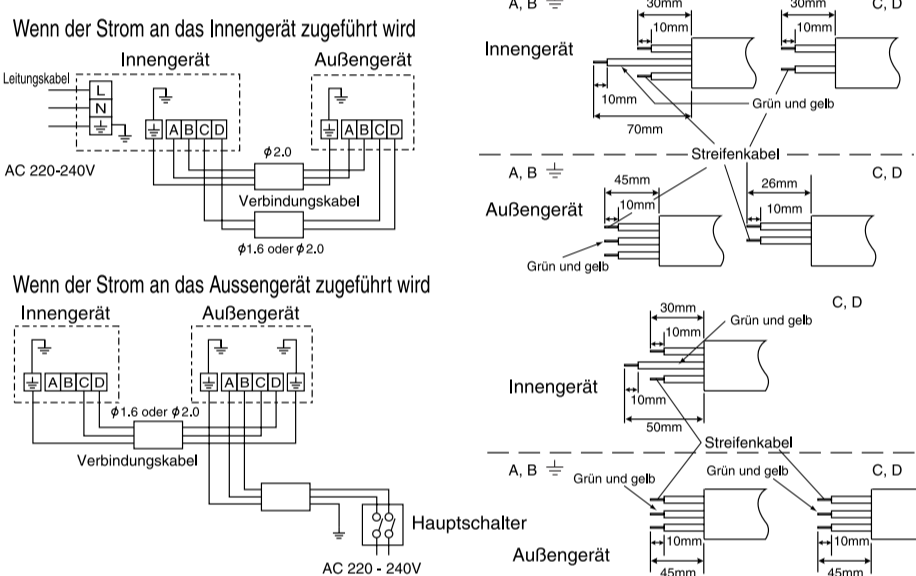 Wenn der Strom an das Innengerät zugeführt wird
Innengerät
Außengerät
Leitungskabel
L
N
A B C D
A B C D
AC 220-240V
ϕ2.0
Verbindungskabel
ϕ1.6 oder ϕ2.0
Wenn der Strom an das Aussengerät zugeführt wird
Innengerät
Außengerät
A B C D
A B C D
ϕ1.6 oder ϕ2.0
Verbindungskabel
Hauptschalter
AC 220 - 240V
A, B
30mm
30mm
C, D
10mm
10mm
Innengerät
10mm
Grün und gelb
70mm
Streifenkabel
A, B
C, D
45mm
26mm
10mm
10mm
Außengerät
Grün und gelb
C, D
30mm
Grün und gelb
10mm
Innengerät
10mm
50mm
Streifenkabel
A, B
Grün und gelb
Grün und gelb
C, D
10mm
10mm
Außengerät
45mm
45mm